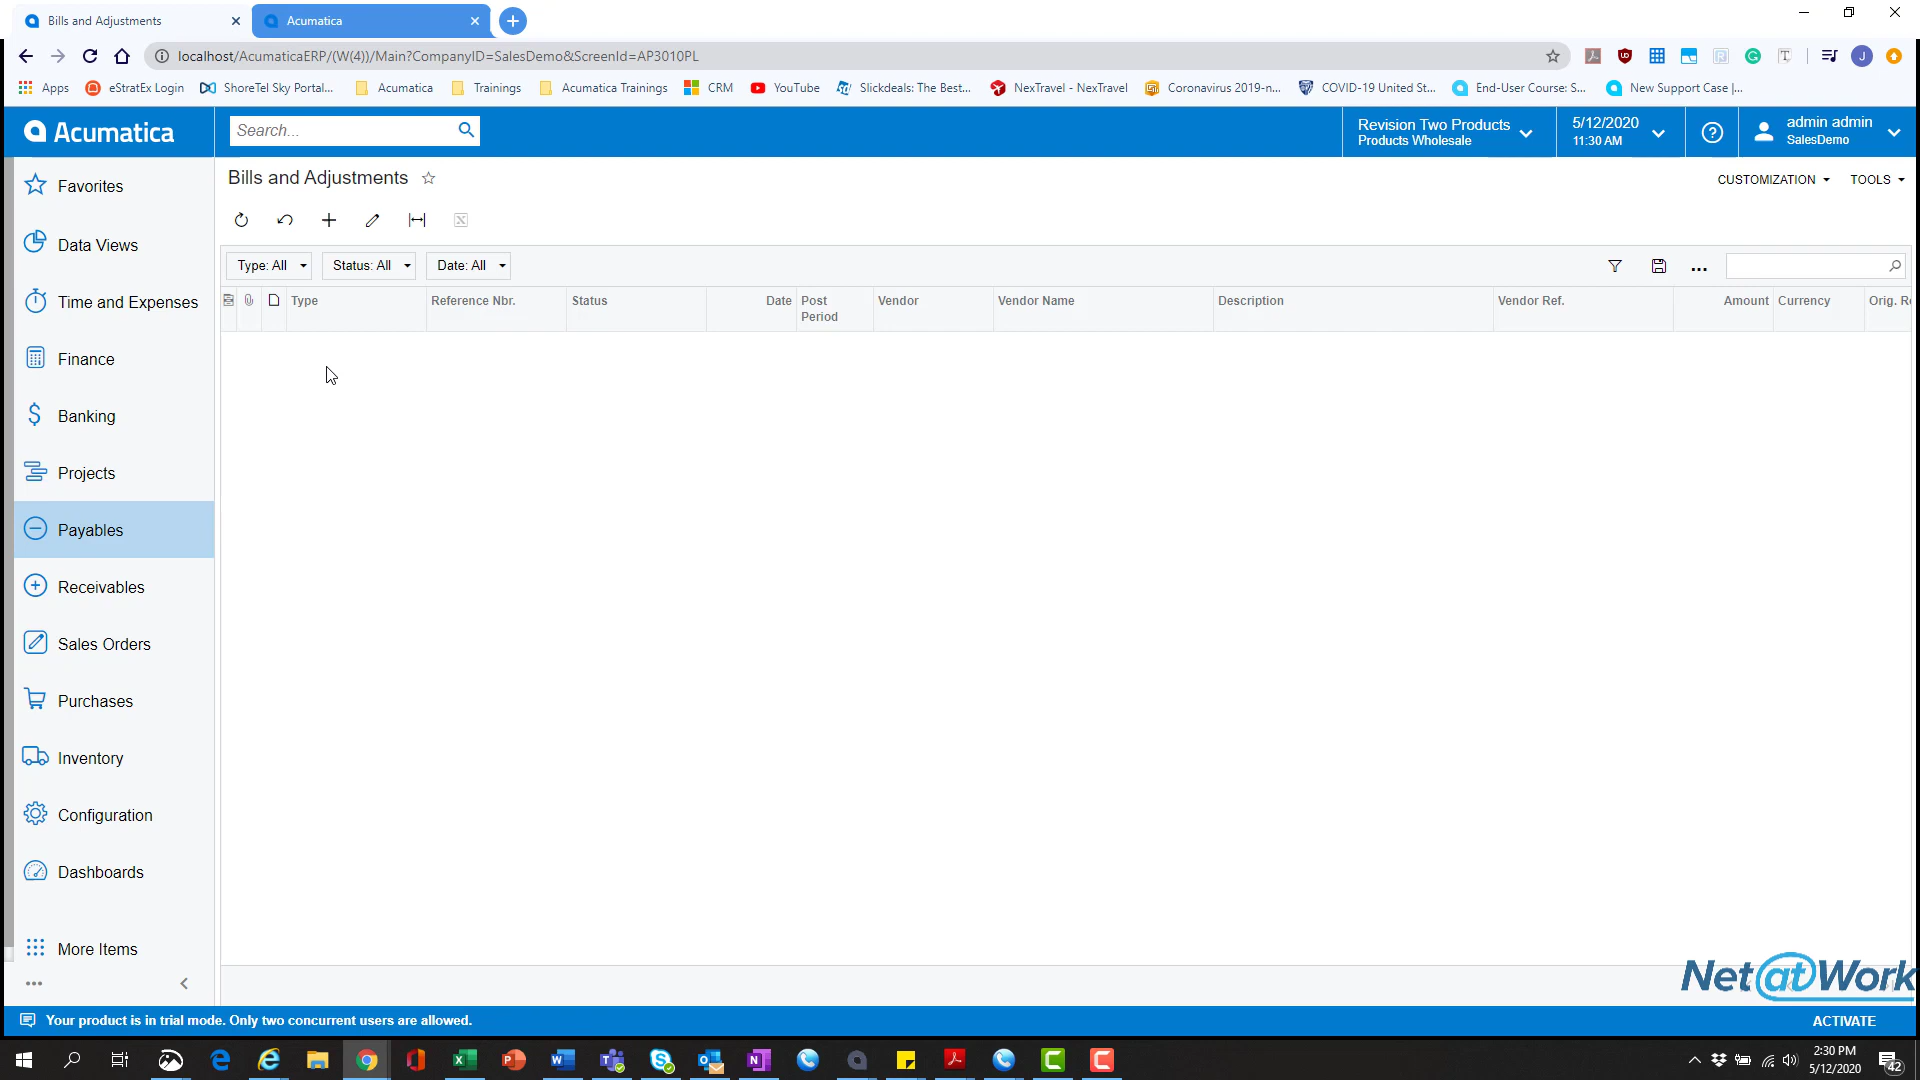 Bills and Adjustments
Acumatica
localhost/AcumaticaERP/(W(4))/Main?CompanyID=SalesDemo&ScreenId=AP3010PL
J
Apps
eStratEx Login
ShoreTel Sky Portal...
Acumatica
Trainings
Acumatica Trainings
CRM
YouTube
Slickdeals: The Best...
NexTravel - NexTravel
Coronavirus 2019-n...
COVID-19 United St...
End-User Course: S...
New Support Case |...
Acumatica
Search...
Revision Two Products
Products Wholesale
5/12/2020
11:30 AM
admin admin
SalesDemo
Favorites
Data Views
Time and Expenses
Finance
Banking
Projects
Payables
Receivables
Sales Orders
Purchases
Inventory
Configuration
Dashboards
More Items
Bills and Adjustments
CUSTOMIZATION
TOOLS
Type: All
Status: All
Date: All
Type
Reference Nbr.
Status
Date
Post
Period
Vendor
Vendor Name
Description
Vendor Ref.
Amount
Currency
Orig. Re
Net@Work
Your product is in trial mode. Only two concurrent users are allowed.
ACTIVATE
2:30 PM
5/12/2020
42